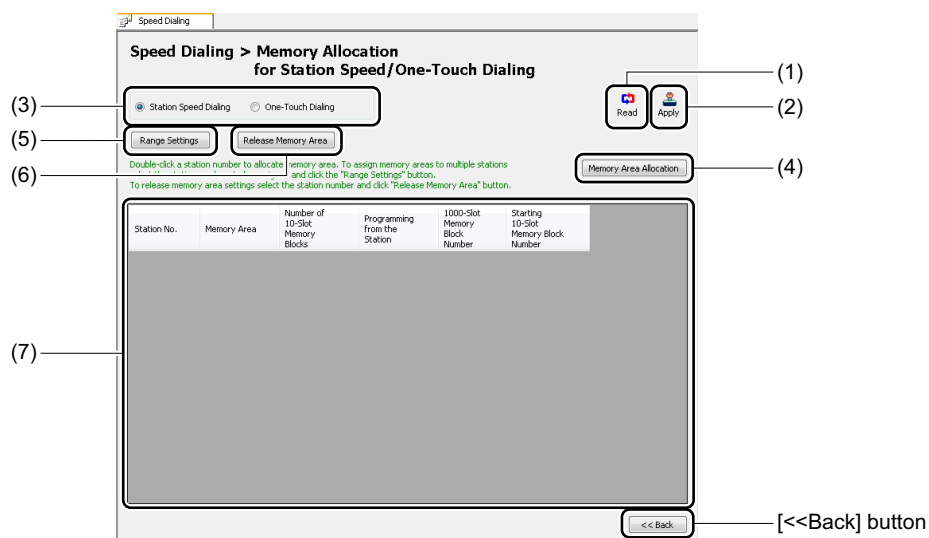 Speed Dialing
Speed Dialing > Memory Allocation
for Station Speed/One-Touch Dialing
(1)
(2)
(3)
Station Speed Dialing
One-Touch Dialing
Read
Apply
(5)
Range Settings
Release Memory Area
(6)
Double-click a station number to allocate memory area. To assign memory areas to multiple stations
and click the "Range Settings" button.
To release memory area settings select the station number and click "Release Memory Area" button.
Memory Area Allocation
(4)
Station No.
Memory Area
Number of
10-Slot
Memory
Blocks
Programming
from the
Station
1000-Slot
Memory
Block
Number
Starting
10-Slot
Memory Block
Number
(7)
<< Back
[<<Back] button